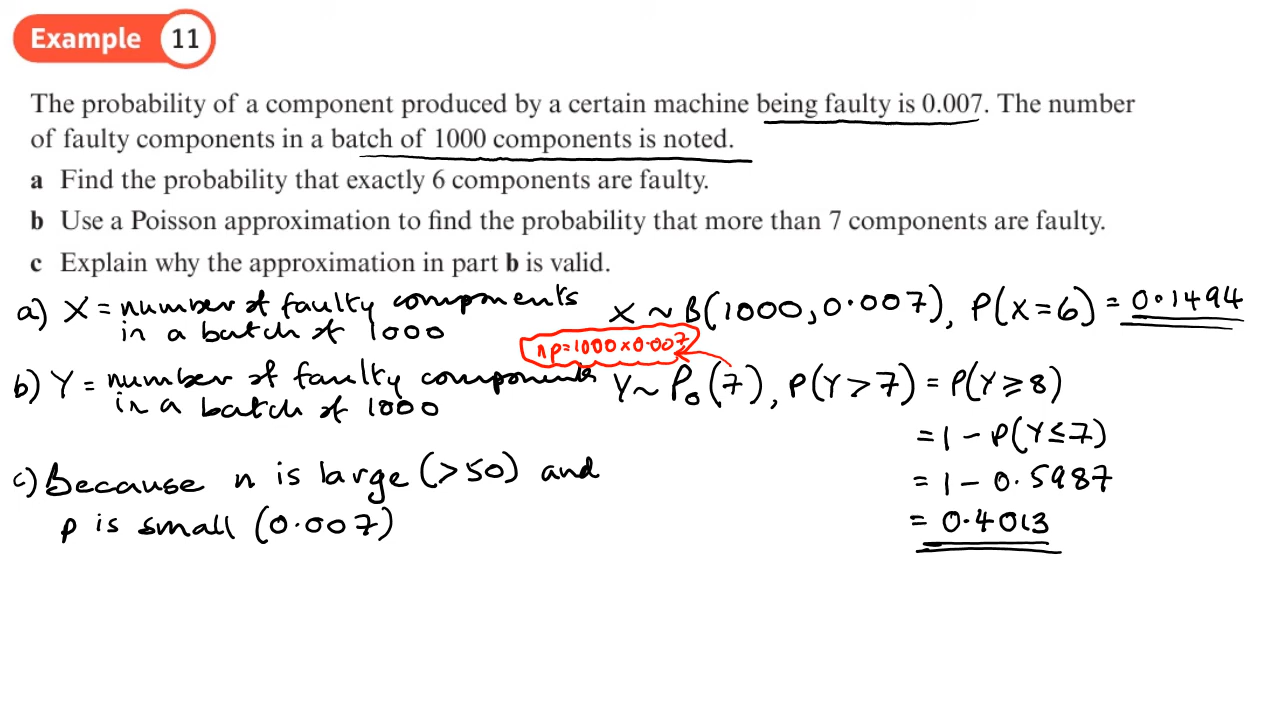 Example 11
The probability of a component produced by a certain machine being faulty is 0.007. The number
of faulty components in a batch of 1000 components is noted.
a Find the probability that exactly 6 components are faulty.
b Use a Poisson approximation to find the probability that more than 7 components are faulty.
c Explain why the approximation in part b is valid.
a) X = number of faulty components
in a batch of 1000
X ~ B(1000, 0.007), P(X = 6) = 0.1494
np = 1000 × 0.007
b) Y = number of faulty components
in a batch of 1000
Y ~ Po(7), P(Y > 7) = P(Y ≥ 8)
= 1 - P(Y ≤ 7)
= 1 - 0.5987
= 0.4013
c) because n is large (> 50) and
p is small (0.007)